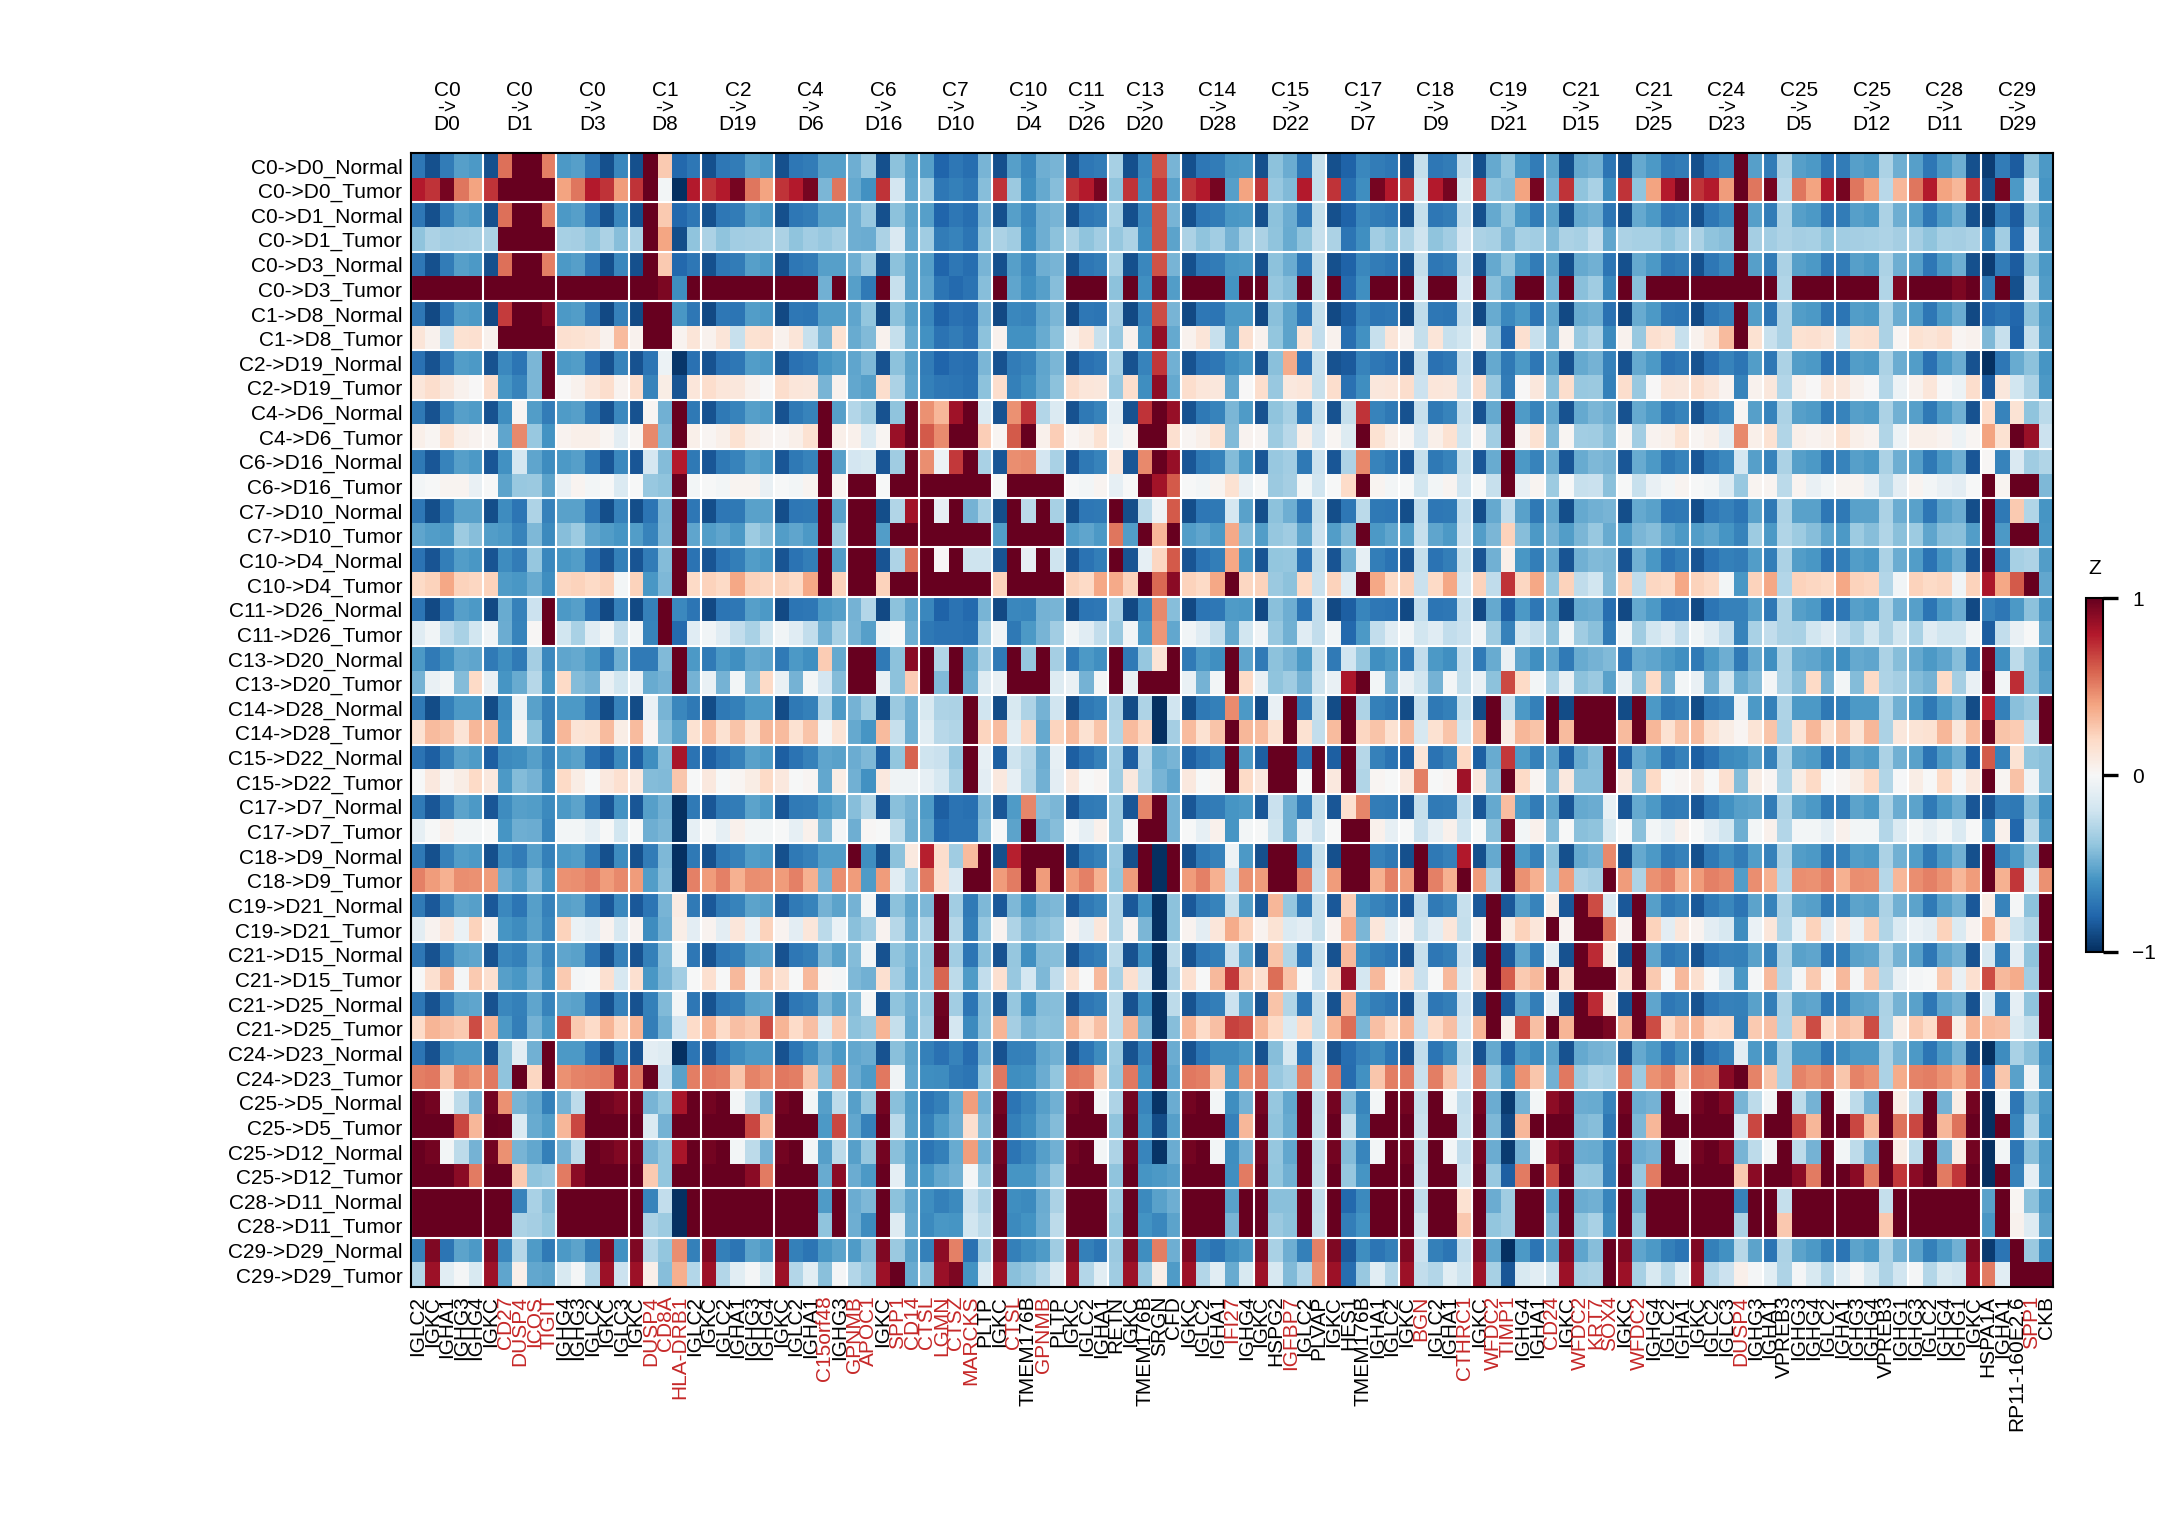 C0 C0 C0 C1 C2 C4 C6 C7 C10 C11 C13 C14 C15 C17 C18 C19 C21 C21 C24 C25 C25 C28 C29
-> -> -> -> -> -> -> -> -> -> -> -> -> -> -> -> -> -> -> -> -> -> ->
D0 D1 D3 D8 D19 D6 D16 D10 D4 D26 D20 D28 D22 D7 D9 D21 D15 D25 D23 D5 D12 D11 D29
C0->D0_Normal
C0->D0_Tumor
C0->D1_Normal
C0->D1_Tumor
C0->D3_Normal
C0->D3_Tumor
C1->D8_Normal
C1->D8_Tumor
C2->D19_Normal
C2->D19_Tumor
C4->D6_Normal
C4->D6_Tumor
C6->D16_Normal
C6->D16_Tumor
C7->D10_Normal
C7->D10_Tumor
C10->D4_Normal
C10->D4_Tumor
C11->D26_Normal
C11->D26_Tumor
C13->D20_Normal
C13->D20_Tumor
C14->D28_Normal
C14->D28_Tumor
C15->D22_Normal
C15->D22_Tumor
C17->D7_Normal
C17->D7_Tumor
C18->D9_Normal
C18->D9_Tumor
C19->D21_Normal
C19->D21_Tumor
C21->D15_Normal
C21->D15_Tumor
C21->D25_Normal
C21->D25_Tumor
C24->D23_Normal
C24->D23_Tumor
C25->D5_Normal
C25->D5_Tumor
C25->D12_Normal
C25->D12_Tumor
C28->D11_Normal
C28->D11_Tumor
C29->D29_Normal
C29->D29_Tumor
IGLC2
IGKC
IGHA1
IGHG3
IGHG4
IGKC
CD27
DUSP4
ICOS
TIGIT
IGHG4
IGHG3
IGLC2
IGKC
IGLC3
IGKC
DUSP4
CD8A
HLA-DRB1
IGLC2
IGKC
IGLC2
IGHA1
IGHG3
IGHG4
IGKC
IGLC2
IGHA1
C15orf48
IGHG3
GPNMB
APOC1
IGKC
SPP1
CD14
CTSL
LGMN
CTSZ
MARCKS
PLTP
IGKC
CTSL
TMEM176B
GPNMB
PLTP
IGKC
IGLC2
IGHA1
RETN
IGKC
TMEM176B
SRGN
CFD
IGKC
IGLC2
IGHA1
IFI27
IGHG4
IGKC
HSPG2
IGFBP7
IGLC2
PLVAP
IGKC
HES1
TMEM176B
IGHA1
IGLC2
IGKC
BGN
IGLC2
IGHA1
CTHRC1
IGKC
WFDC2
TIMP1
IGHG4
IGHA1
CD24
IGKC
WFDC2
KRT7
SOX4
IGKC
WFDC2
IGHG4
IGLC2
IGHA1
IGKC
IGLC2
IGLC3
DUSP4
IGHG3
IGHA1
VPREB3
IGHG3
IGHG4
IGLC2
IGHA1
IGHG3
IGHG4
VPREB3
IGHG1
IGHG3
IGLC2
IGHG4
IGHG1
IGKC
HSPA1A
IGHA1
RP11-160E2.6
SPP1
CKB
Z
1
0
−1